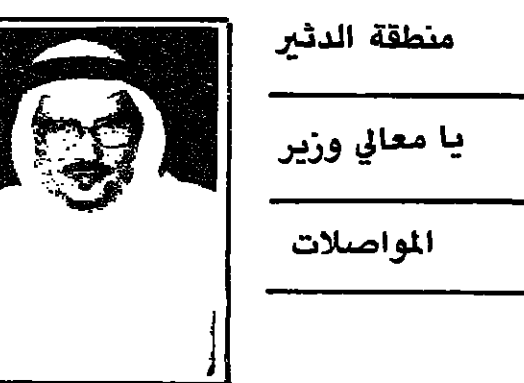 منطقة الدثير
يا معالي وزير
المواصلات